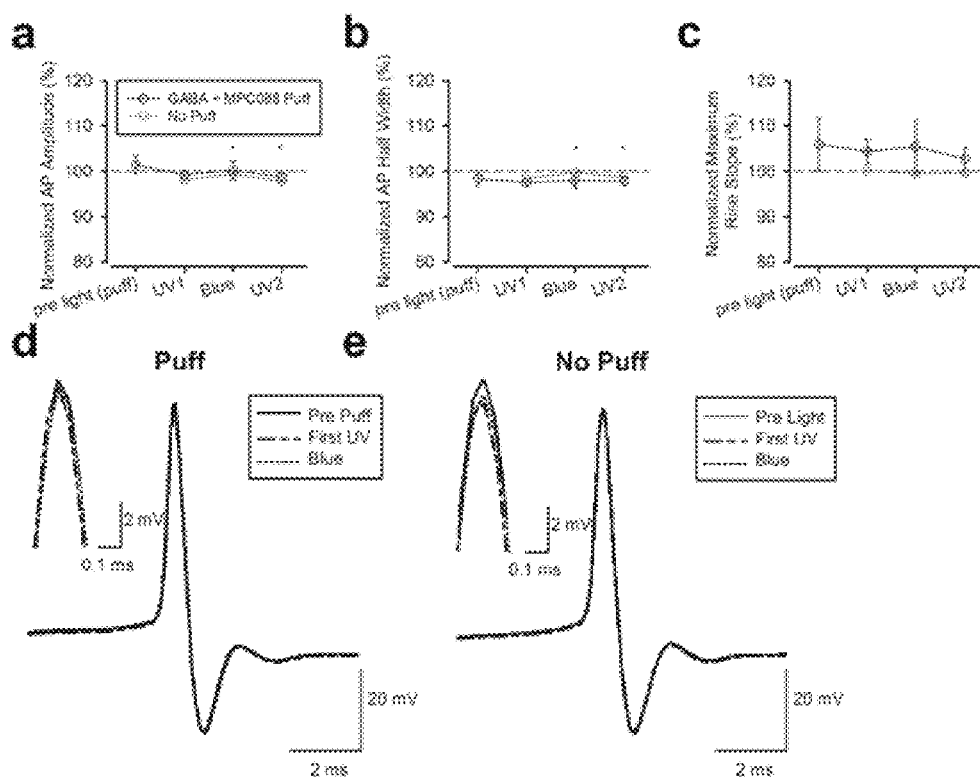 a
Normalized AP Amplitude (%)
120
110
100
90
80
GABA + MPC088 Puff
No Puff
pre light (puff)
UV1
Blue
UV2
b
Normalized AP Half Width (%)
120
110
100
90
80
pre light (puff)
UV1
Blue
UV2
c
Normalized Maximum
Rise Slope (%)
120
110
100
90
80
pre light (puff)
UV1
Blue
UV2
d
Puff
Pre Puff
First UV
Blue
2 mV
0.1 ms
20 mV
2 ms
e
No Puff
Pre Light
First UV
Blue
2 mV
0.1 ms
20 mV
2 ms